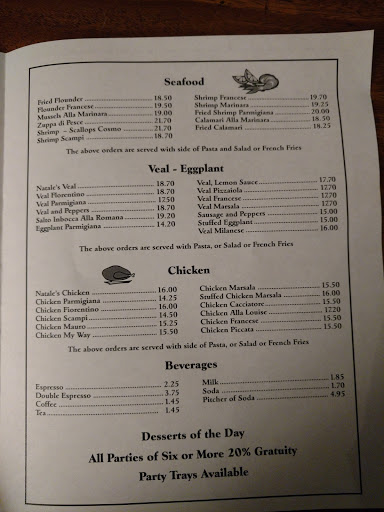 Seafood
Fried Flounder 18.50
Flounder Francese 19.50
Mussels Alla Marinara 19.00
Zuppa di Pesce 21.70
Shrimp - Scallops Cosmo 21.70
Shrimp Scampi 18.70
Shrimp Francese 19.70
Shrimp Marinara 19.25
Fried Shrimp Parmigiana 20.00
Calamari Alla Marinara 18.50
Fried Calamari 18.25
The above orders are served with side of Pasta and Salad or French Fries
Veal - Eggplant
Natale's Veal 18.70
Veal Florentino 18.70
Veal Parmigiana 17.50
Veal and Peppers 18.70
Salto Inbocca Alla Romana 19.20
Eggplant Parmigiana 14.20
Veal, Lemon Sauce 17.70
Veal Pizzaiola 17.70
Veal Francese 17.70
Veal Marsala 17.70
Sausage and Peppers 15.00
Stuffed Eggplant 15.00
Veal Milanese 16.00
The above orders are served with Pasta, or Salad or French Fries
Chicken
Natale's Chicken 16.00
Chicken Parmigiana 14.25
Chicken Fiorentino 16.00
Chicken Scampi 14.50
Chicken Mauro 15.25
Chicken My Way 15.50
Chicken Marsala 15.50
Stuffed Chicken Marsala 16.00
Chicken Cacciatore 15.50
Chicken Alla Louise 17.20
Chicken Francese 15.50
Chicken Piccata 15.50
The above orders are served with side of Pasta, or Salad or French Fries
Beverages
Espresso 2.25
Double Espresso 3.75
Coffee 1.45
Tea 1.45
Milk 1.85
Soda 1.70
Pitcher of Soda 4.95
Desserts of the Day
All Parties of Six or More 20% Gratuity
Party Trays Available